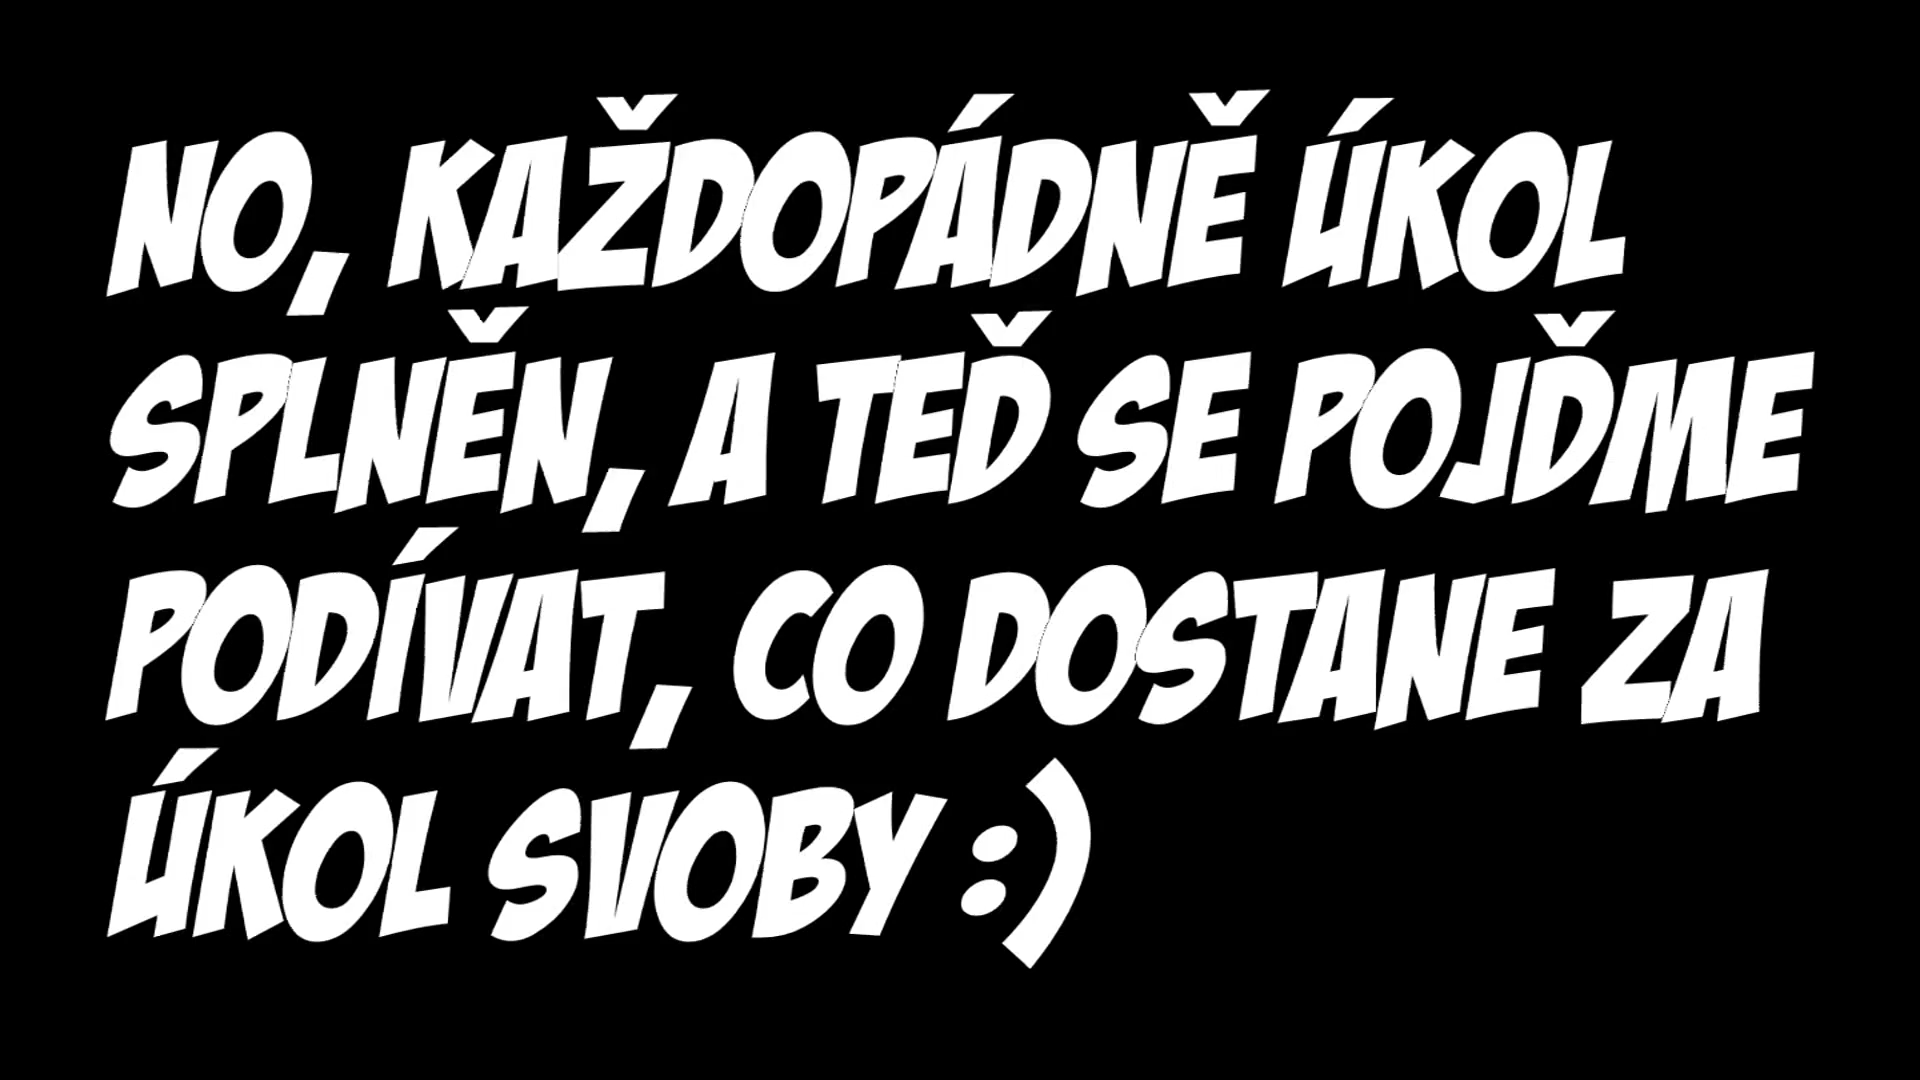 NO, KAŽDOPÁDNĚ ÚKOL
SPLNĚN, A TEĎ SE POJĎME
PODÍVAT, CO DOSTANE ZA
ÚKOL SVOBY :)